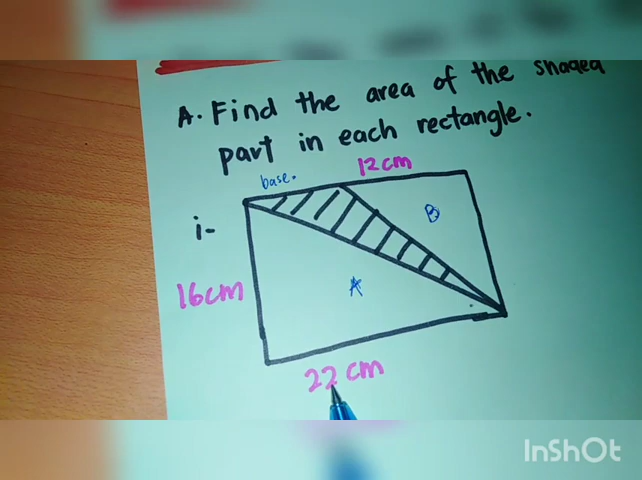 A. Find the area of the shaded
part in each rectangle.
base.
12cm
i-
B
16cm
A
22 cm
InShOt